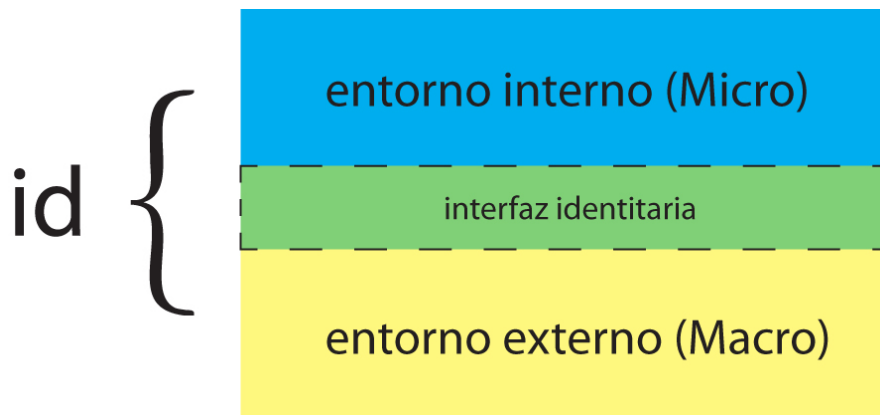 entorno interno (Micro)
id
interfaz identitaria
entorno externo (Macro)